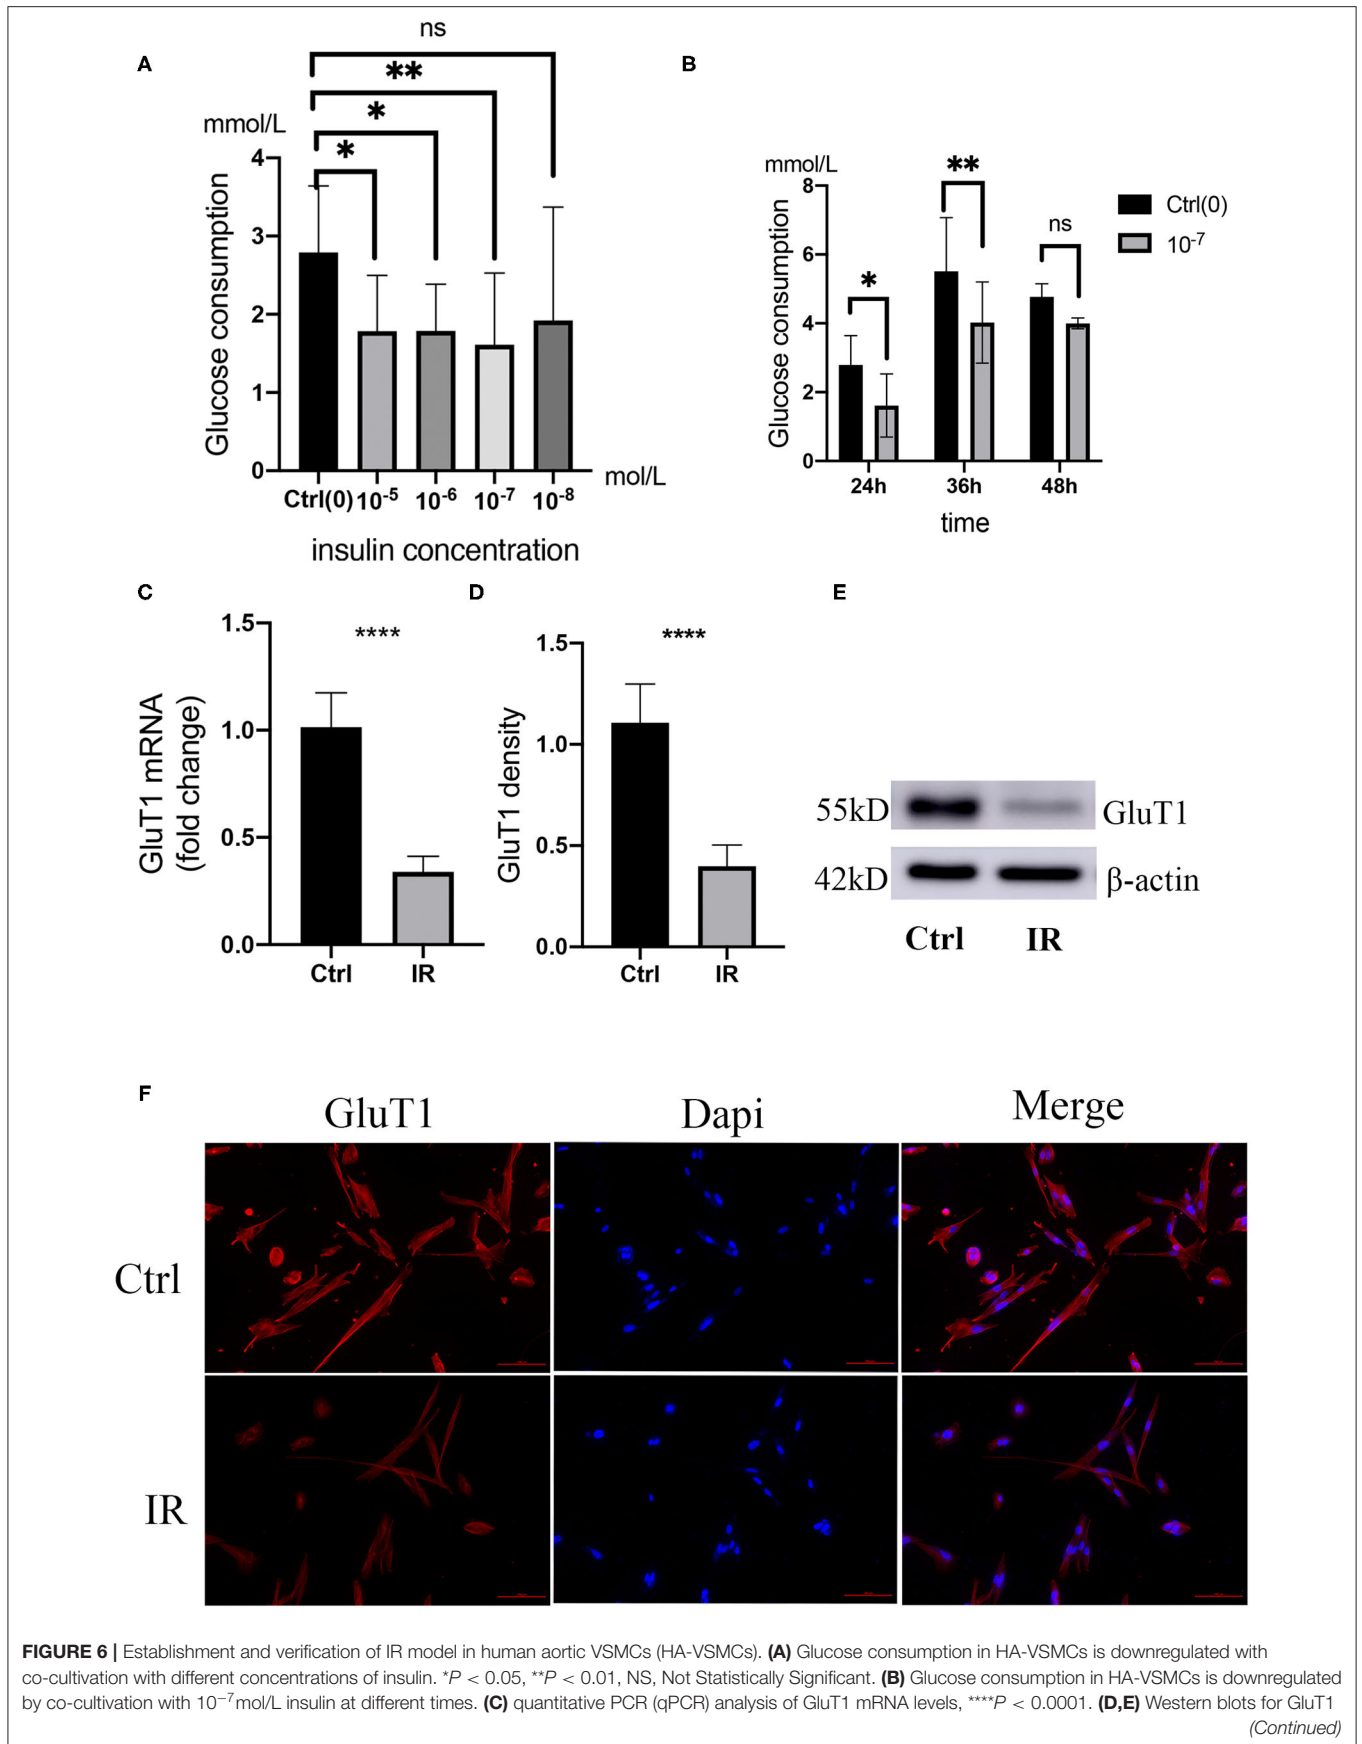 A
ns
**
*
*
mmol/L
4
3
2
1
0
Glucose consumption
Ctrl(0) 10-5 10-6 10-7 10-8
mol/L
insulin concentration
B
mmol/L
8
6
4
2
0
Glucose consumption
*
**
ns
Ctrl(0)
10-7
24h 36h 48h
time
C
1.5
1.0
0.5
0.0
GluT1 mRNA
(fold change)
****
Ctrl IR
D
1.5
1.0
0.5
0.0
GluT1 density
****
Ctrl IR
E
55kD GluT1
42kD β-actin
Ctrl IR
F
GluT1 Dapi Merge
Ctrl
IR
FIGURE 6 | Establishment and verification of IR model in human aortic VSMCs (HA-VSMCs). (A) Glucose consumption in HA-VSMCs is downregulated with
co-cultivation with different concentrations of insulin. *P < 0.05, **P < 0.01, NS, Not Statistically Significant. (B) Glucose consumption in HA-VSMCs is downregulated
by co-cultivation with 10−7mol/L insulin at different times. (C) quantitative PCR (qPCR) analysis of GluT1 mRNA levels, ****P < 0.0001. (D,E) Western blots for GluT1
(Continued)